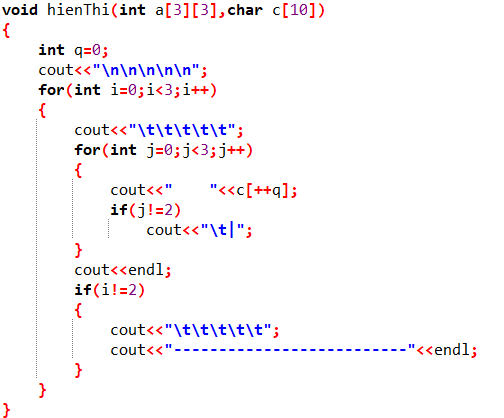 void hienThi(int a[3][3],char c[10])
{
    int q=0;
    cout<<"\n\n\n\n\n";
    for(int i=0;i<3;i++)
    {
        cout<<"\t\t\t\t\t";
        for(int j=0;j<3;j++)
        {
            cout<<"    "<<c[++q];
            if(j!=2)
                cout<<"\t|";
        }
        cout<<endl;
        if(i!=2)
        {
            cout<<"\t\t\t\t\t";
            cout<<"--------------------------"<<endl;
        }
    }
}